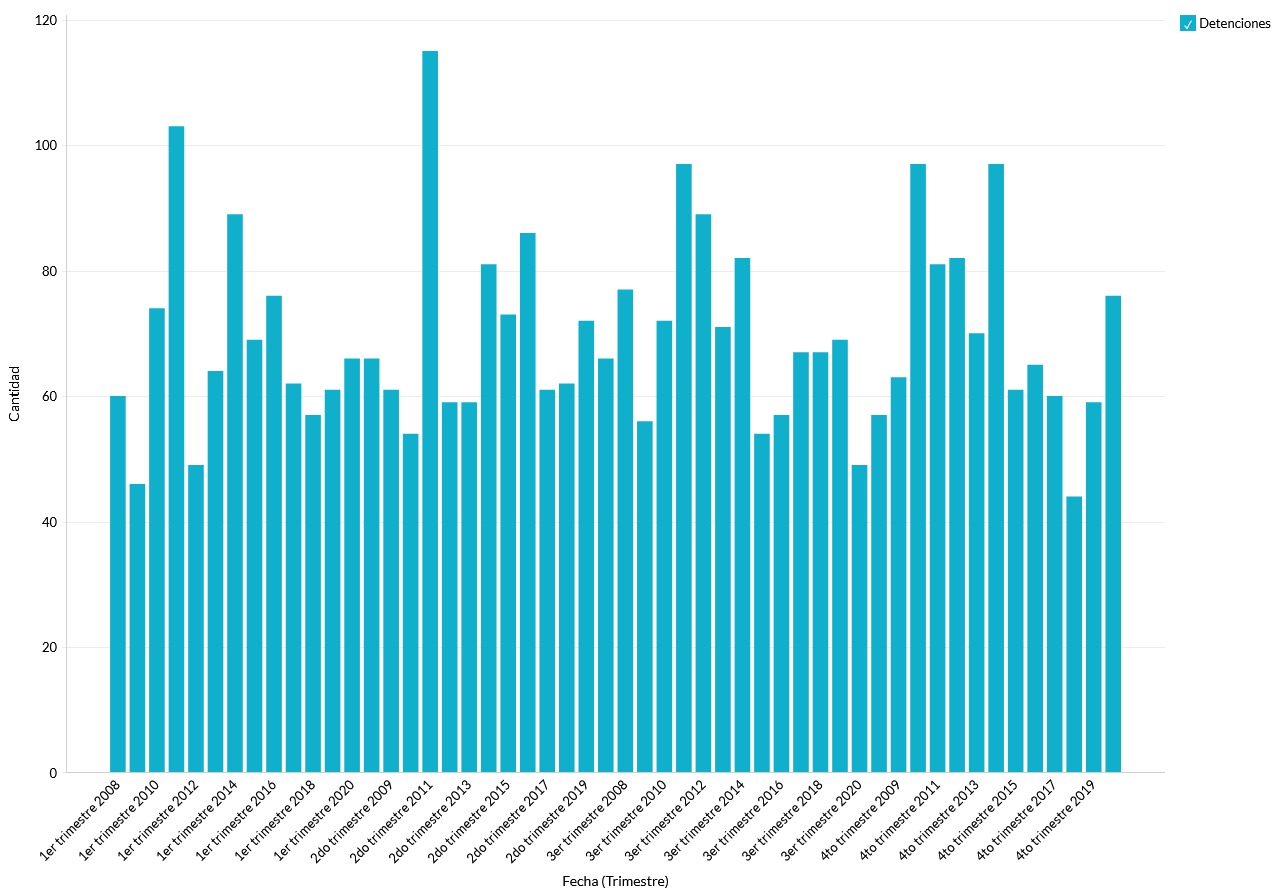 120
100
80
60
40
20
0
Cantidad
Detenciones
1er trimestre 2008
1er trimestre 2010
1er trimestre 2012
1er trimestre 2014
1er trimestre 2016
1er trimestre 2018
1er trimestre 2020
2do trimestre 2009
2do trimestre 2011
2do trimestre 2013
2do trimestre 2015
2do trimestre 2017
2do trimestre 2019
3er trimestre 2008
3er trimestre 2010
3er trimestre 2012
3er trimestre 2014
3er trimestre 2016
3er trimestre 2018
3er trimestre 2020
4to trimestre 2009
4to trimestre 2011
4to trimestre 2013
4to trimestre 2015
4to trimestre 2017
4to trimestre 2019
Fecha (Trimestre)